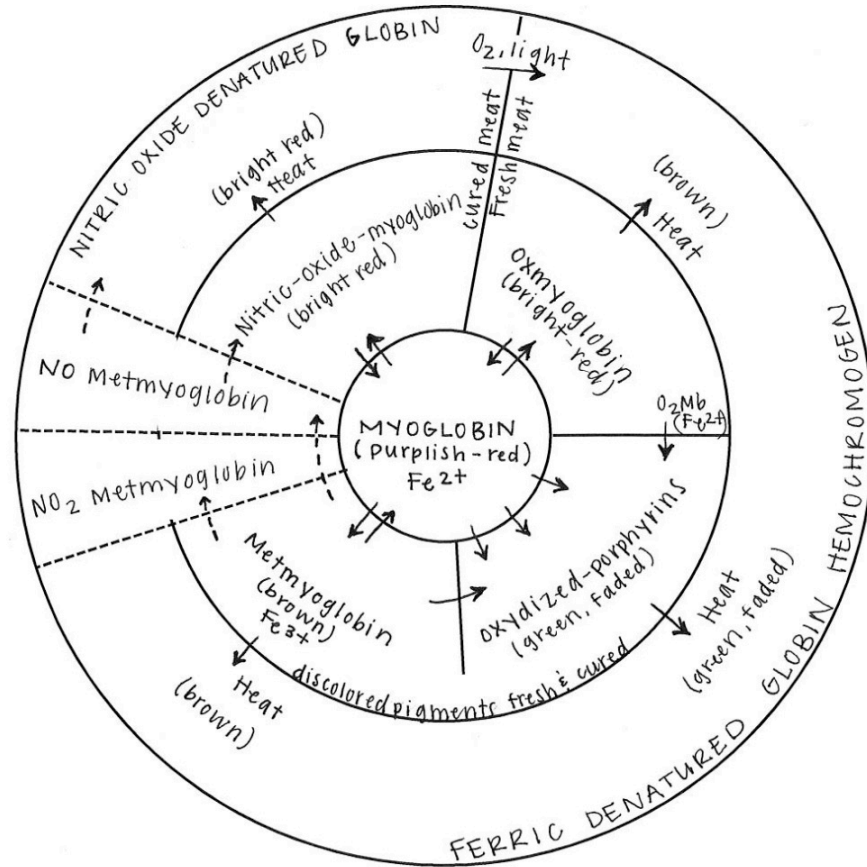 NITRIC OXIDE DENATURED GLOBIN
O2, light
cured meat
Fresh meat
(bright red)
Heat
(brown)
Heat
Nitric-oxide-myoglobin
(bright red)
oxmyoglobin
(bright-red)
NO Metmyoglobin
NO2 Metmyoglobin
MYOGLOBIN
(purplish-red)
Fe2+
O2Mb
(Fe2+)
Metmyoglobin
(brown)
Fe3+
oxydized-porphyrins
(green, faded)
Heat
(brown)
Heat
(green, faded)
discolored pigments fresh & cured
FERRIC DENATURED GLOBIN HEMOCHROMOGEN